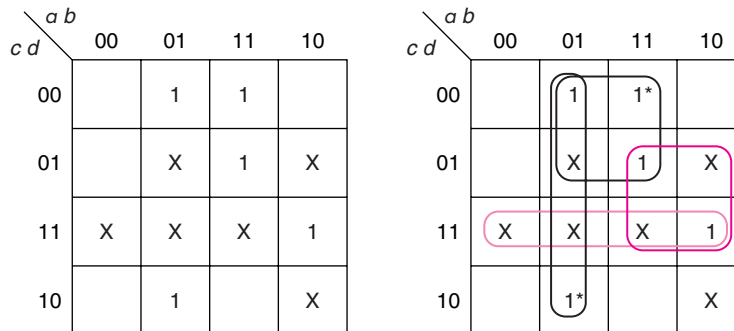 a b
c d
00 01 11 10
00 1 1
01 X 1 X
11 X X X 1
10 1 X
a b
c d
00 01 11 10
00 1 1*
01 X 1 X
11 X X X 1
10 1* X